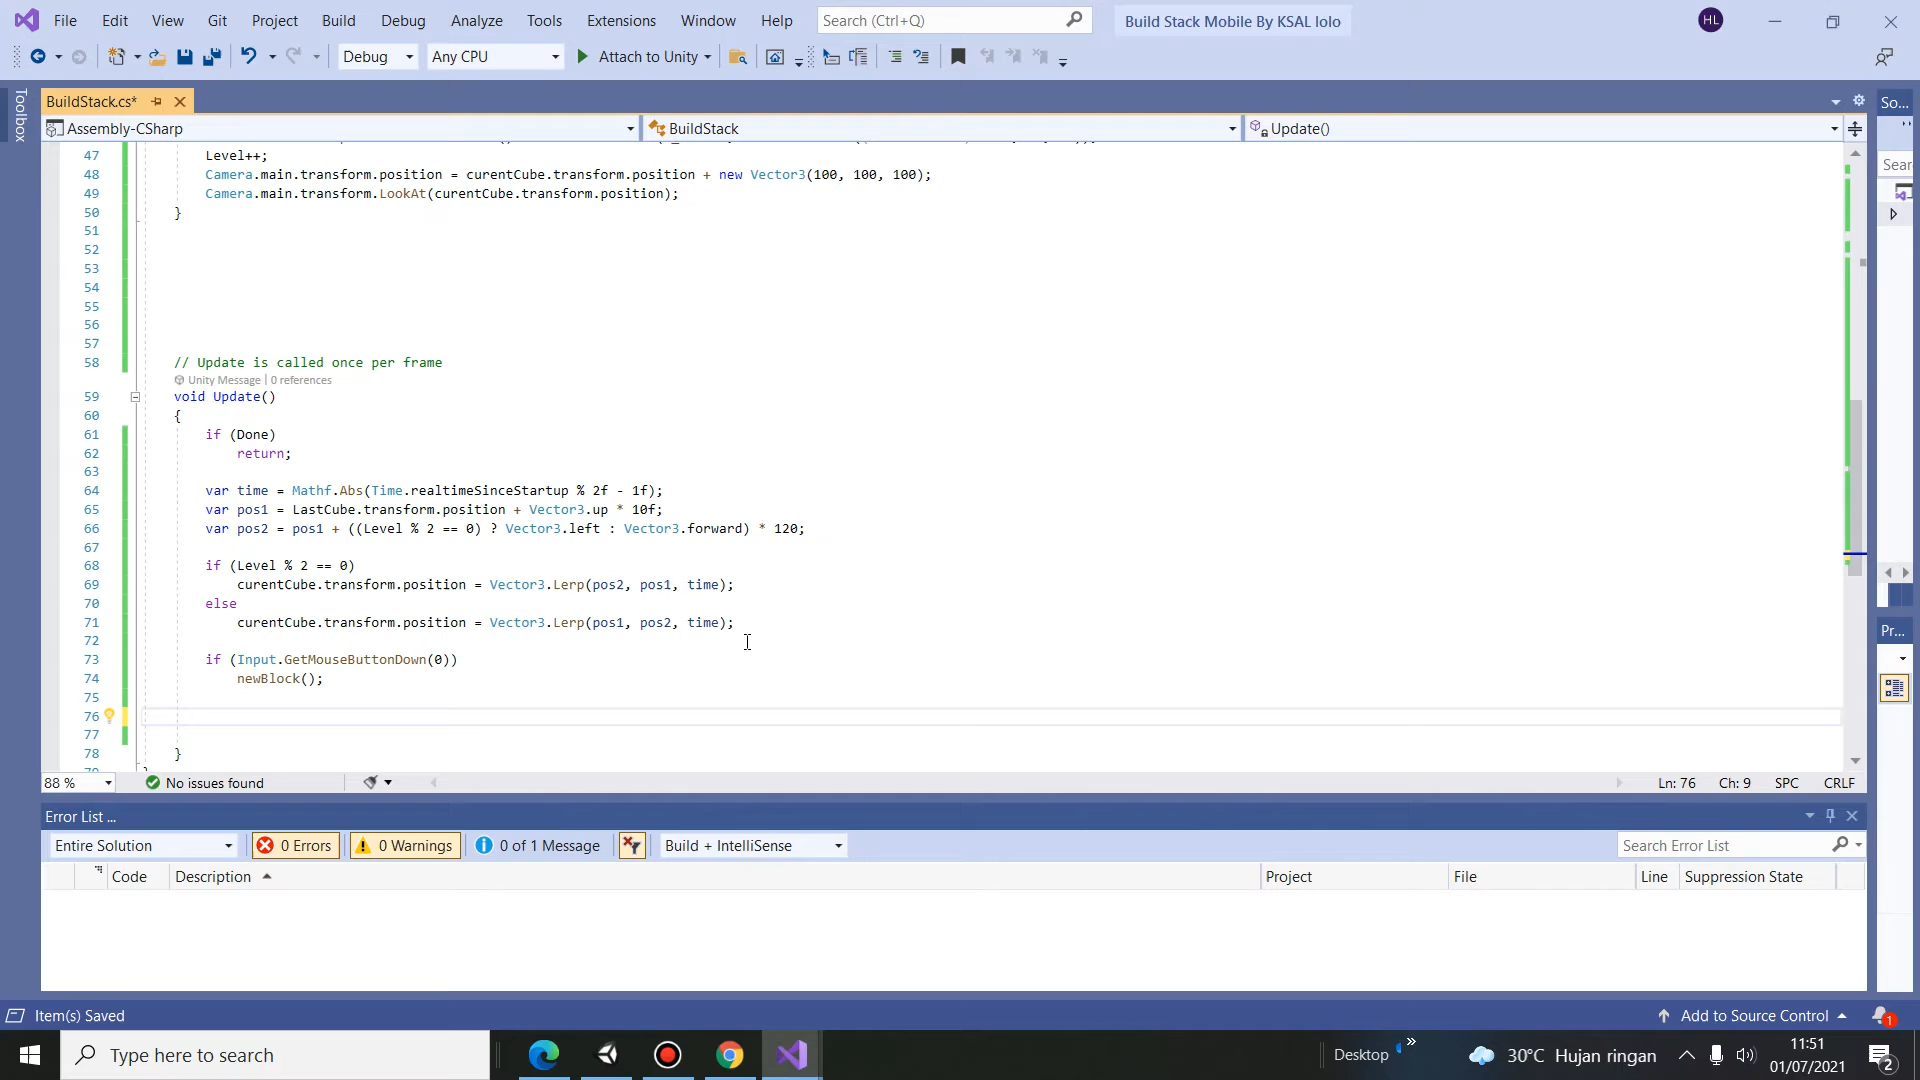 File Edit View Git Project Build Debug Test Analyze Tools Extensions Window Help Search (Ctrl+Q) Build Stack Mobile By KSAL lolo HL
Debug Any CPU Attach to Unity
Toolbox
BuildStack.cs*
So...
Assembly-CSharp BuildStack Update()
Sear
47 Level++;
48 Camera.main.transform.position = curentCube.transform.position + new Vector3(100, 100, 100);
49 Camera.main.transform.LookAt(curentCube.transform.position);
50 }
51
52
53
54
55
56
57
58 // Update is called once per frame
Unity Message | 0 references
59 void Update()
60 {
61 if (Done)
62 return;
63
64 var time = Mathf.Abs(Time.realtimeSinceStartup % 2f - 1f);
65 var pos1 = LastCube.transform.position + Vector3.up * 10f;
66 var pos2 = pos1 + ((Level % 2 == 0) ? Vector3.left : Vector3.forward) * 120;
67
68 if (Level % 2 == 0)
69 curentCube.transform.position = Vector3.Lerp(pos2, pos1, time);
70 else
71 curentCube.transform.position = Vector3.Lerp(pos1, pos2, time);
72
73 if (Input.GetMouseButtonDown(0))
74 newBlock();
75
76
77
78 }
Pr...
88 % No issues found Ln: 76 Ch: 9 SPC CRLF
Error List ...
Entire Solution 0 Errors 0 Warnings 0 of 1 Message Build + IntelliSense Search Error List
Code Description Project File Line Suppression State
Item(s) Saved Add to Source Control 1
Type here to search Desktop 30°C Hujan ringan 11:51
01/07/2021 2